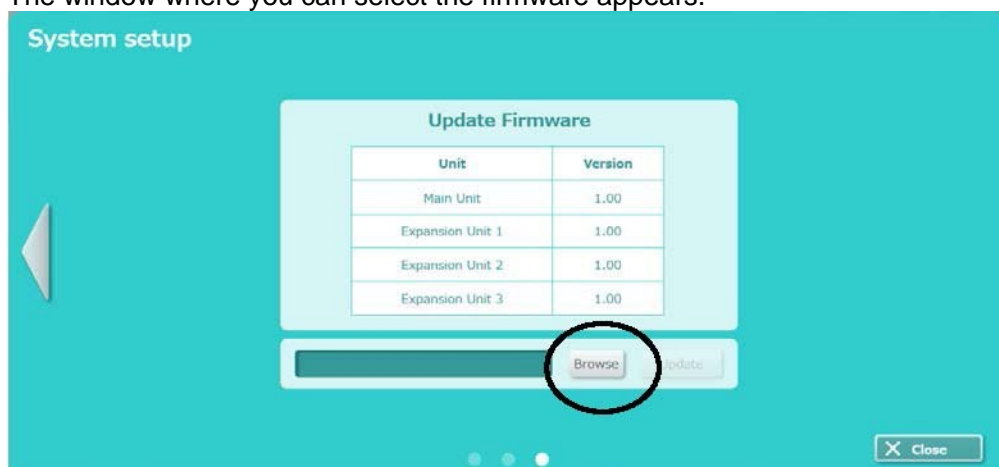 The window where you can select the firmware appears.
System setup
Update Firmware
Unit Version
Main Unit 1.00
Expansion Unit 1 1.00
Expansion Unit 2 1.00
Expansion Unit 3 1.00
Browse Update
X Close